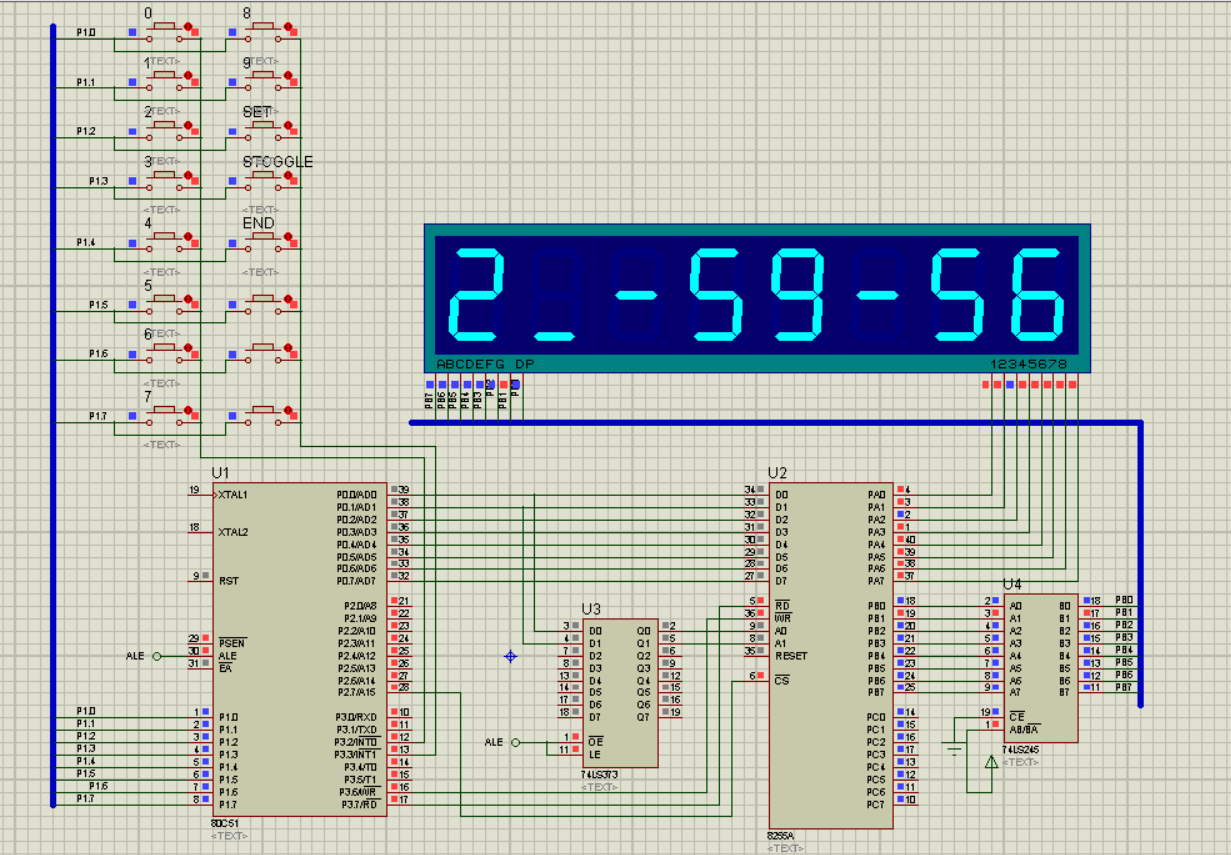 0 8
P1.0
<TEXT>
1 9
P1.1
<TEXT>
2 SET
P1.2
<TEXT>
3 STOGGLE
P1.3
<TEXT> <TEXT>
4 END
P1.4
<TEXT> <TEXT>
5
P1.5
<TEXT>
6
P1.6
<TEXT>
7
P1.7
<TEXT>
2_ - 59-56
ABCDEFG DP 12345678
PB7 PB6 PB5 PB4 PB3 PB1
U1
19 XTAL1 P0.0/AD0 39
P0.1/AD1 38
P0.2/AD2 37
18 XTAL2 P0.3/AD3 36
P0.4/AD4 35
P0.5/AD5 34
P0.6/AD6 33
9 RST P0.7/AD7 32
P2.0/A8 21
P2.1/A9 22
P2.2/A10 23
29 PSEN P2.3/A11 24
ALE 30 ALE P2.4/A12 25
31 EA P2.5/A13 26
P2.6/A14 27
P2.7/A15 28
P1.0 1 P1.0 P3.0/RXD 10
P1.1 2 P1.1 P3.1/TXD 11
P1.2 3 P1.2 P3.2/INT0 12
P1.3 4 P1.3 P3.3/INT1 13
P1.4 5 P1.4 P3.4/T0 14
P1.5 6 P1.5 P3.5/T1 15
P1.6 7 P1.6 P3.6/WR 16
P1.7 8 P1.7 P3.7/RD 17
80C51
<TEXT>
U3
3 D0 Q0 2
4 D1 Q1 5
7 D2 Q2 6
8 D3 Q3 9
13 D4 Q4 12
14 D5 Q5 15
17 D6 Q6 16
18 D7 Q7 19
ALE 1 OE
11 LE
74LS373
<TEXT>
U2
34 D0 PA0 4
33 D1 PA1 3
32 D2 PA2 2
31 D3 PA3 1
30 D4 PA4 40
29 D5 PA5 39
28 D6 PA6 38
27 D7 PA7 37
5 RD PB0 18
36 WR PB1 19
9 A0 PB2 20
8 A1 PB3 21
35 RESET PB4 22
PB5 23
6 CS PB6 24
PB7 25
PC0 14
PC1 15
PC2 16
PC3 17
PC4 13
PC5 12
PC6 11
PC7 10
8255A
<TEXT>
U4
2 A0 B0 18 PB0
3 A1 B1 17 PB1
4 A2 B2 16 PB2
5 A3 B3 15 PB3
6 A4 B4 14 PB4
7 A5 B5 13 PB5
8 A6 B6 12 PB6
9 A7 B7 11 PB7
19 CE
1 AB/BA
74LS245
<TEXT>